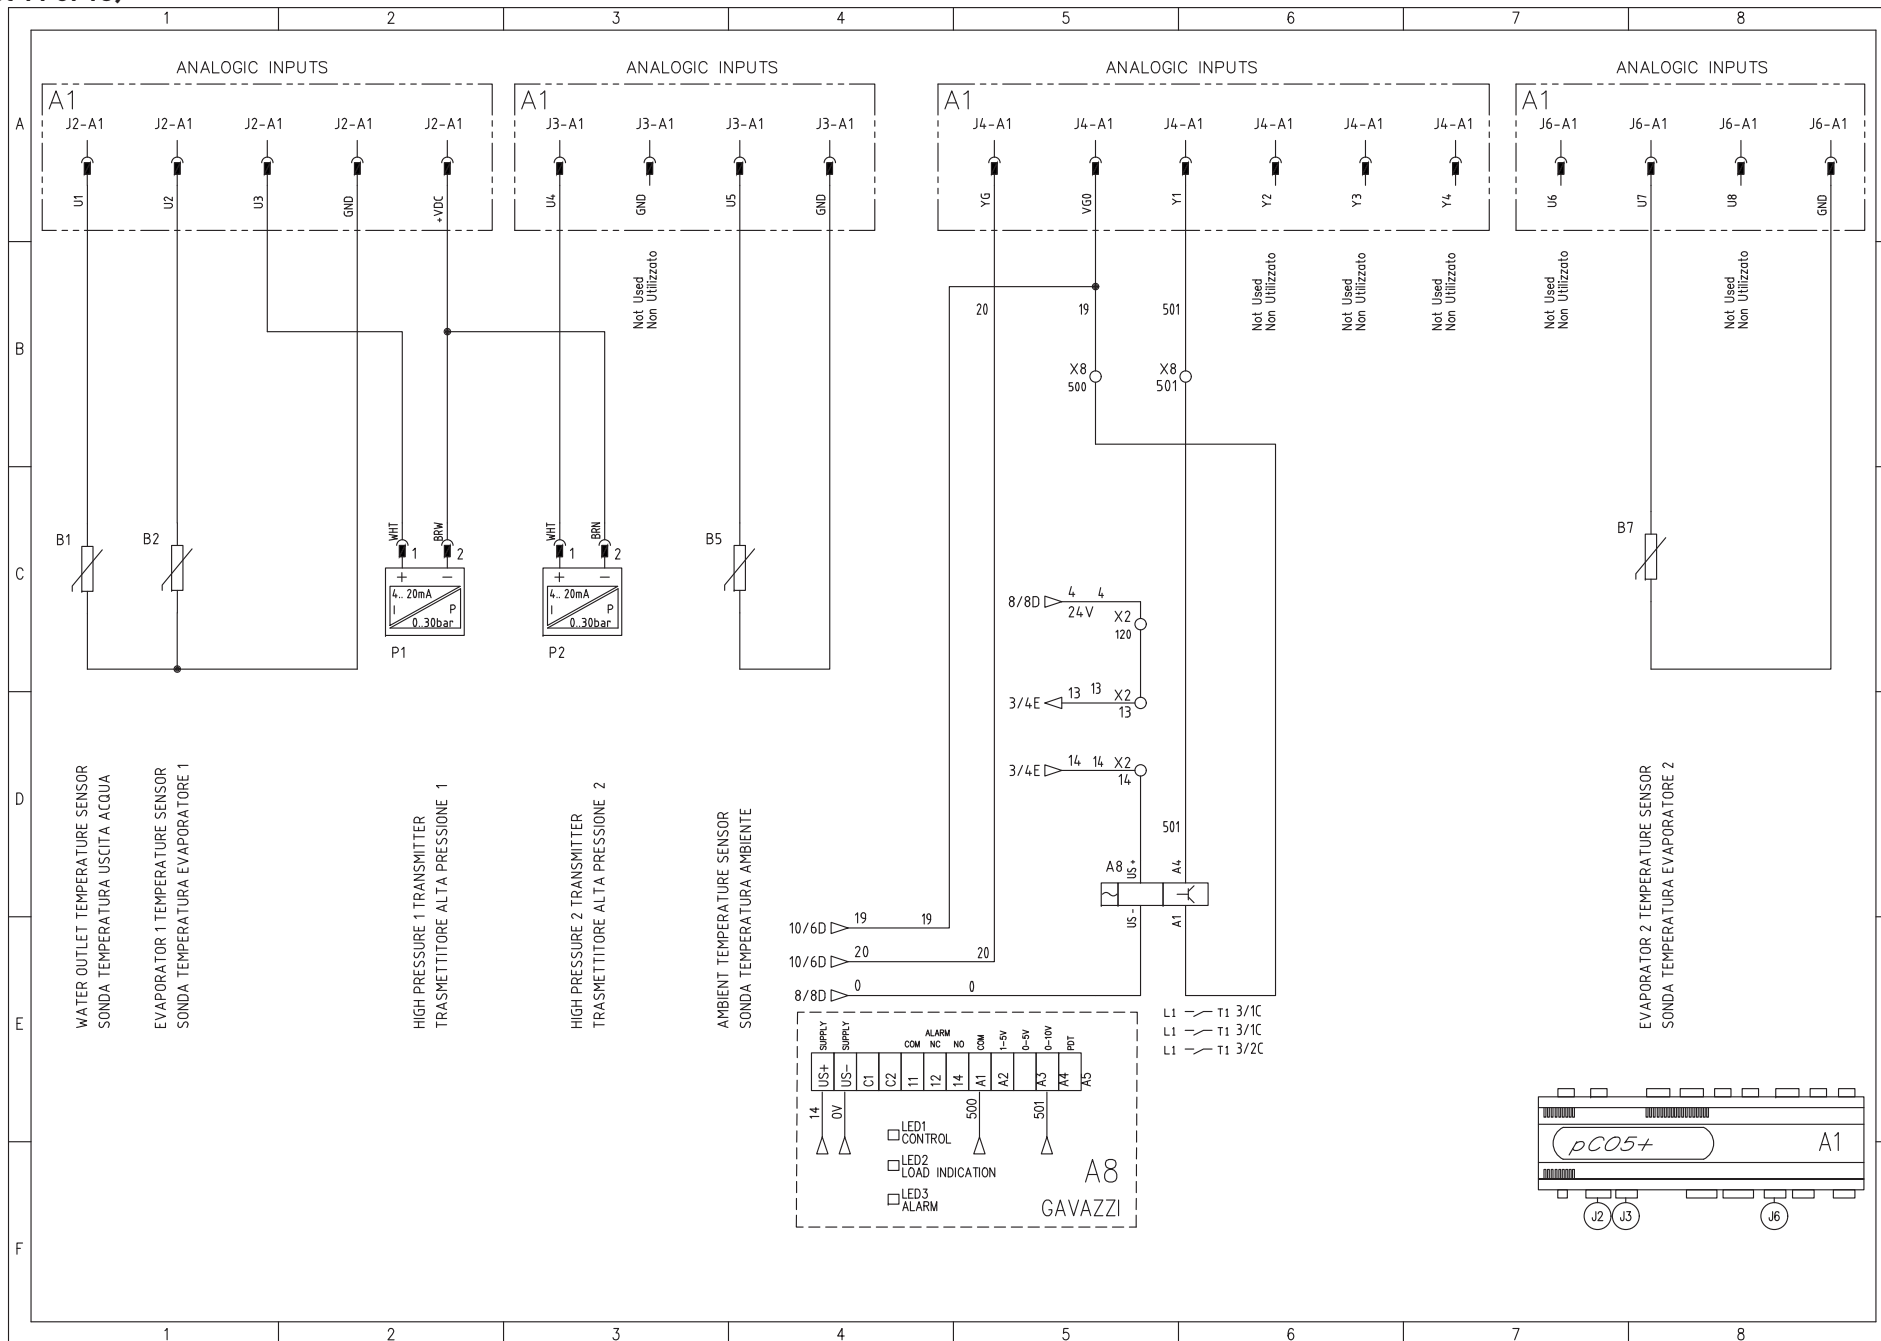 1 2 3 4 5 6 7 8
ANALOGIC INPUTS
ANALOGIC INPUTS
ANALOGIC INPUTS
ANALOGIC INPUTS
A
A1
A1
A1
A1
J2-A1 J2-A1 J2-A1 J2-A1 J2-A1
J3-A1 J3-A1 J3-A1 J3-A1
J4-A1 J4-A1 J4-A1 J4-A1 J4-A1 J4-A1
J6-A1 J6-A1 J6-A1 J6-A1
U1 U2 U3 GND +VDC
U4 GND U5 GND
YG VG0 Y1 Y2 Y3 Y4
U6 U7 U8 GND
Not Used
Non Utilizzato
Not Used
Non Utilizzato
Not Used
Non Utilizzato
Not Used
Non Utilizzato
Not Used
Non Utilizzato
Not Used
Non Utilizzato
20 19 501
B
X8
500
X8
501
C
B1
B2
WHT
BRW
1 2
+ -
4.. 20mA
I P
0..30bar
P1
WHT
BRN
1 2
+ -
4.. 20mA
I P
0..30bar
P2
B5
B7
8/8D 4 4
24V
X2
120
3/4E 13 13 X2
13
3/4E 14 14 X2
14
D
WATER OUTLET TEMPERATURE SENSOR
SONDA TEMPERATURA USCITA ACQUA
EVAPORATOR 1 TEMPERATURE SENSOR
SONDA TEMPERATURA EVAPORATORE 1
HIGH PRESSURE 1 TRANSMITTER
TRASMETTITORE ALTA PRESSIONE 1
HIGH PRESSURE 2 TRANSMITTER
TRASMETTITORE ALTA PRESSIONE 2
AMBIENT TEMPERATURE SENSOR
SONDA TEMPERATURA AMBIENTE
EVAPORATOR 2 TEMPERATURE SENSOR
SONDA TEMPERATURA EVAPORATORE 2
501
A8
US+
A4
US-
A1
10/6D 19 19
10/6D 20 20
8/8D 0 0
E
L1 T1 3/1C
L1 T1 3/1C
L1 T1 3/2C
SUPPLY SUPPLY
ALARM
COM NC NO
COM 1-5V 0-5V 0-10V PDT
US+ US- C1 C2 11 12 14 A1 A2 A3 A4 A5
14 0V 500 501
LED1
CONTROL
LED2
LOAD INDICATION
LED3
ALARM
A8
GAVAZZI
pCO5+
A1
J2 J3 J6
F
1 2 3 4 5 6 7 8